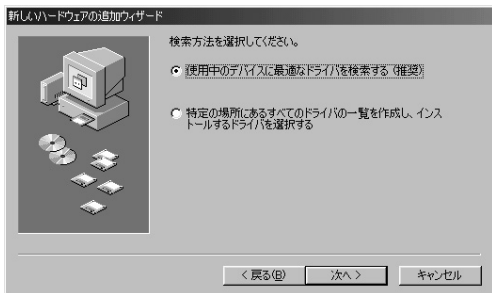 新しいハードウェアの追加ウィザード
検索方法を選択してください。
使用中のデバイスに最適なドライバを検索する (推奨)
特定の場所にあるすべてのドライバの一覧を作成し、インス
トールするドライバを選択する
< 戻る(B)
次へ >
キャンセル